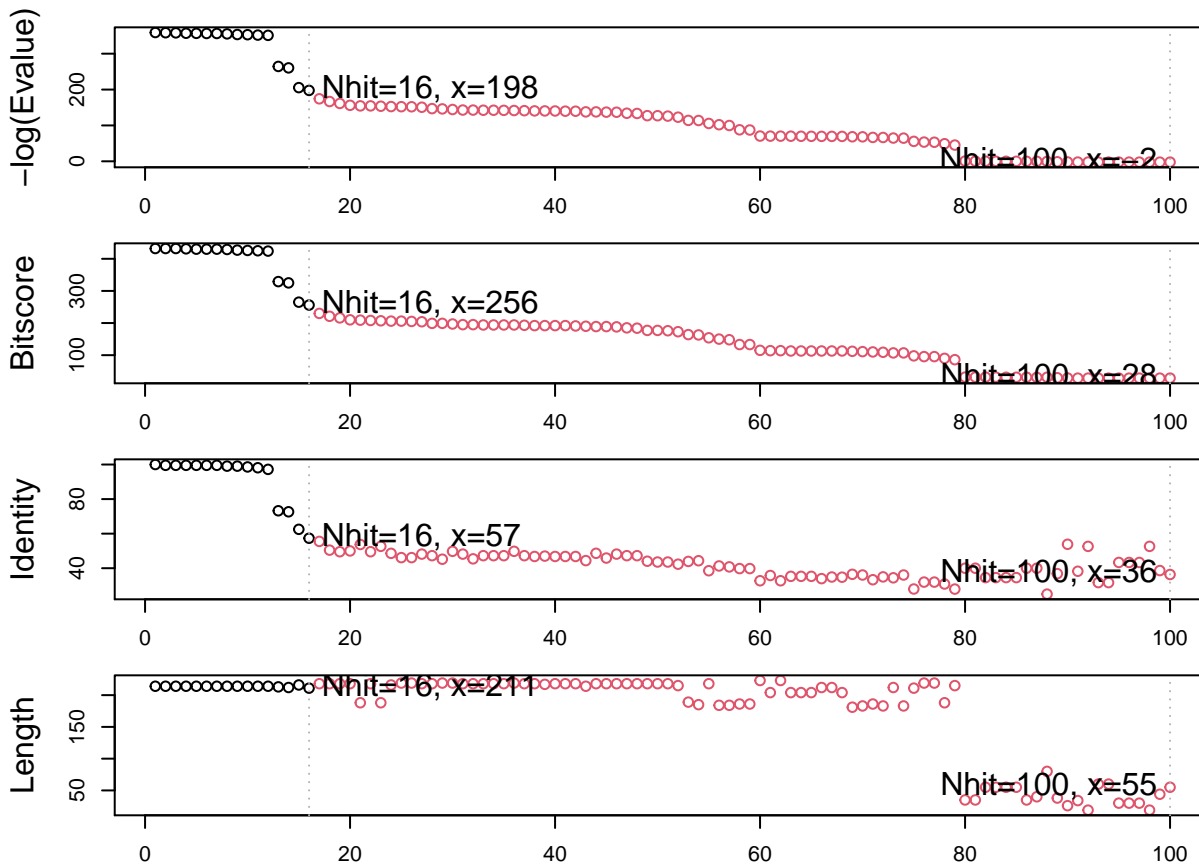 −log(Evalue)
200
0
Nhit=16, x=198
Nhit=100, x=−2
0 20 40 60 80 100
Bitscore
300
100
Nhit=16, x=256
Nhit=100, x=28
0 20 40 60 80 100
Identity
80
40
Nhit=16, x=57
Nhit=100, x=36
0 20 40 60 80 100
Length
150
50
Nhit=16, x=211
Nhit=100, x=55
0 20 40 60 80 100